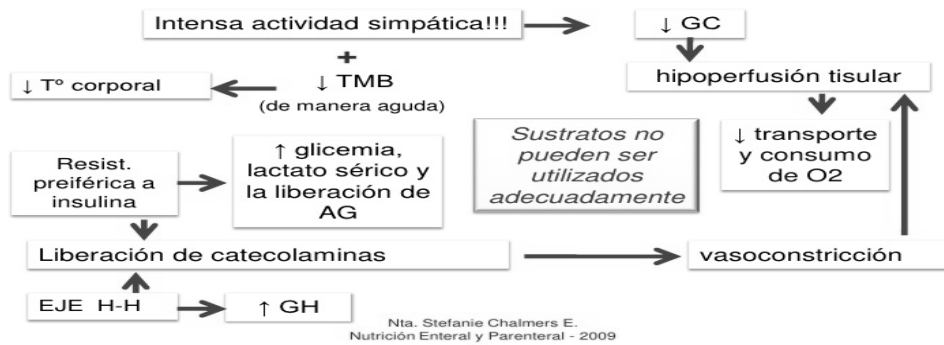 Intensa actividad simpática!!!
↓ GC
+
↓ TMB
(de manera aguda)
↓ Tº corporal
hipoperfusión tisular
↓ transporte
y consumo
de O2
Resist.
preiférica a
insulina
↑ glicemia,
lactato sérico y
la liberación de
AG
Sustratos no
pueden ser
utilizados
adecuadamente
Liberación de catecolaminas
vasoconstricción
EJE H-H
↑ GH
Nta. Stefanie Chalmers E.
Nutrición Enteral y Parenteral - 2009